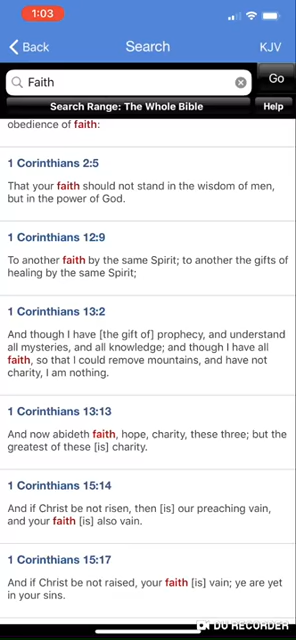 1:03
Back
Search
KJV
Faith
Go
Search Range: The Whole Bible
Help
obedience of faith:
1 Corinthians 2:5
That your faith should not stand in the wisdom of men,
but in the power of God.
1 Corinthians 12:9
To another faith by the same Spirit; to another the gifts of
healing by the same Spirit;
1 Corinthians 13:2
And though I have [the gift of] prophecy, and understand
all mysteries, and all knowledge; and though I have all
faith, so that I could remove mountains, and have not
charity, I am nothing.
1 Corinthians 13:13
And now abideth faith, hope, charity, these three; but the
greatest of these [is] charity.
1 Corinthians 15:14
And if Christ be not risen, then [is] our preaching vain,
and your faith [is] also vain.
1 Corinthians 15:17
And if Christ be not raised, your faith [is] vain; ye are yet
in your sins.
DU RECORDER